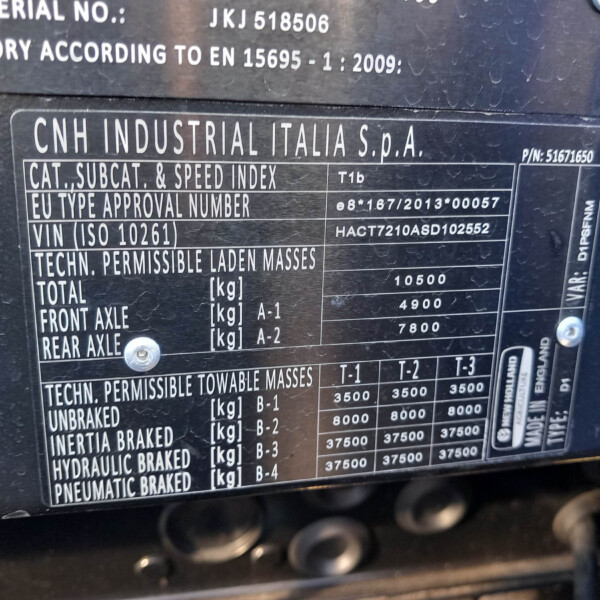 ERIAL NO.: JKJ 518506
ORY ACCORDING TO EN 15695 - 1 : 2009:
CNH INDUSTRIAL ITALIA S.p.A.
P/N: 51671650
CAT.,SUBCAT. & SPEED INDEX T1b
EU TYPE APPROVAL NUMBER e8*167/2013*00057
VIN (ISO 10261) HACT7210ASD102552
TECHN. PERMISSIBLE LADEN MASSES
TOTAL [kg] 10500
FRONT AXLE [kg] A-1 4900
REAR AXLE [kg] A-2 7800
TECHN. PERMISSIBLE TOWABLE MASSES T-1 T-2 T-3
UNBRAKED [kg] B-1 3500 3500 3500
INERTIA BRAKED [kg] B-2 8000 8000 8000
HYDRAULIC BRAKED [kg] B-3 37500 37500 37500
PNEUMATIC BRAKED [kg] B-4 37500 37500 37500
NEW HOLLAND
AGRICULTURE
MADE IN ENGLAND
TYPE: D1
VAR: D1PSFNM